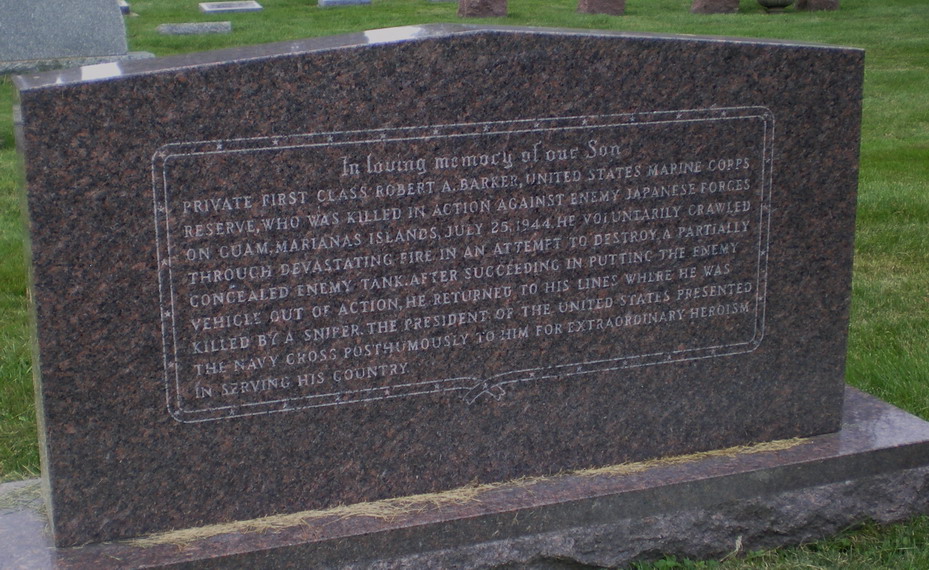 In loving memory of our Son
PRIVATE FIRST CLASS ROBERT A. BARKER, UNITED STATES MARINE CORPS
RESERVE, WHO WAS KILLED IN ACTION AGAINST ENEMY JAPANESE FORCES
ON GUAM, MARIANAS ISLANDS, JULY 25, 1944. HE VOLUNTARILY CRAWLED
THROUGH DEVASTATING FIRE IN AN ATTEMPT TO DESTROY A PARTIALLY
CONCEALED ENEMY TANK. AFTER SUCCEEDING IN PUTTING THE ENEMY
VEHICLE OUT OF ACTION, HE RETURNED TO HIS LINES WHERE HE WAS
KILLED BY A SNIPER. THE PRESIDENT OF THE UNITED STATES PRESENTED
THE NAVY CROSS POSTHUMOUSLY TO HIM FOR EXTRAORDINARY HEROISM
IN SERVING HIS COUNTRY.